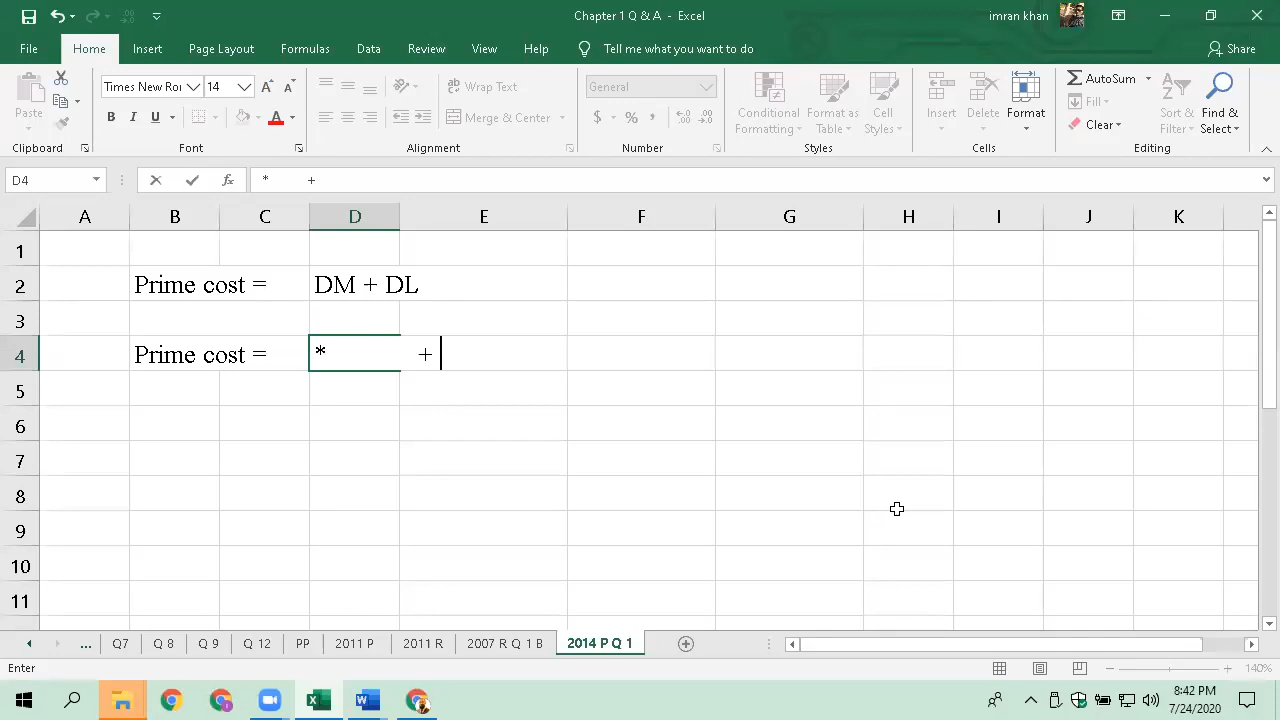 Chapter 1 Q & A - Excel
imran khan
File Home Insert Page Layout Formulas Data Review View Help Tell me what you want to do Share
Paste
Times New Roı 14
B I U A
Wrap Text
Merge & Center
General
$ % ,
Conditional Formatting
Format as Table
Cell Styles
Insert Delete Format
AutoSum
Fill
Clear
Sort & Filter
Find & Select
Clipboard Font Alignment Number Styles Cells Editing
D4 fx * +
A B C D E F G H I J K
1
2 Prime cost = DM + DL
3
4 Prime cost = * +
5
6
7
8
9
10
11
... Q7 Q 8 Q 9 Q 12 PP 2011 P 2011 R 2007 R Q 1 B 2014 P Q 1
Enter 140%
8:42 PM
7/24/2020